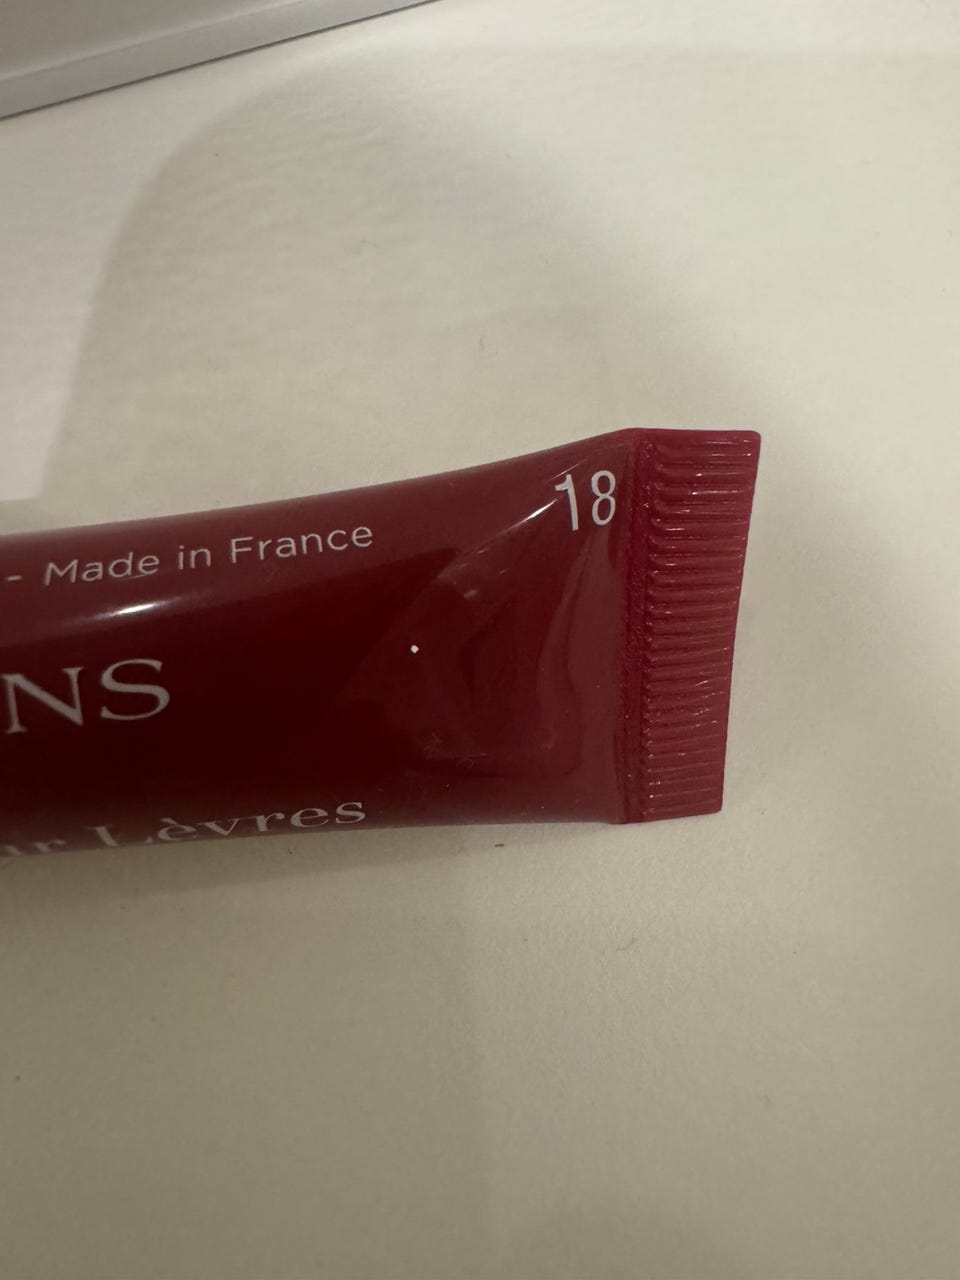 18
- Made in France
NS
r Lèvres